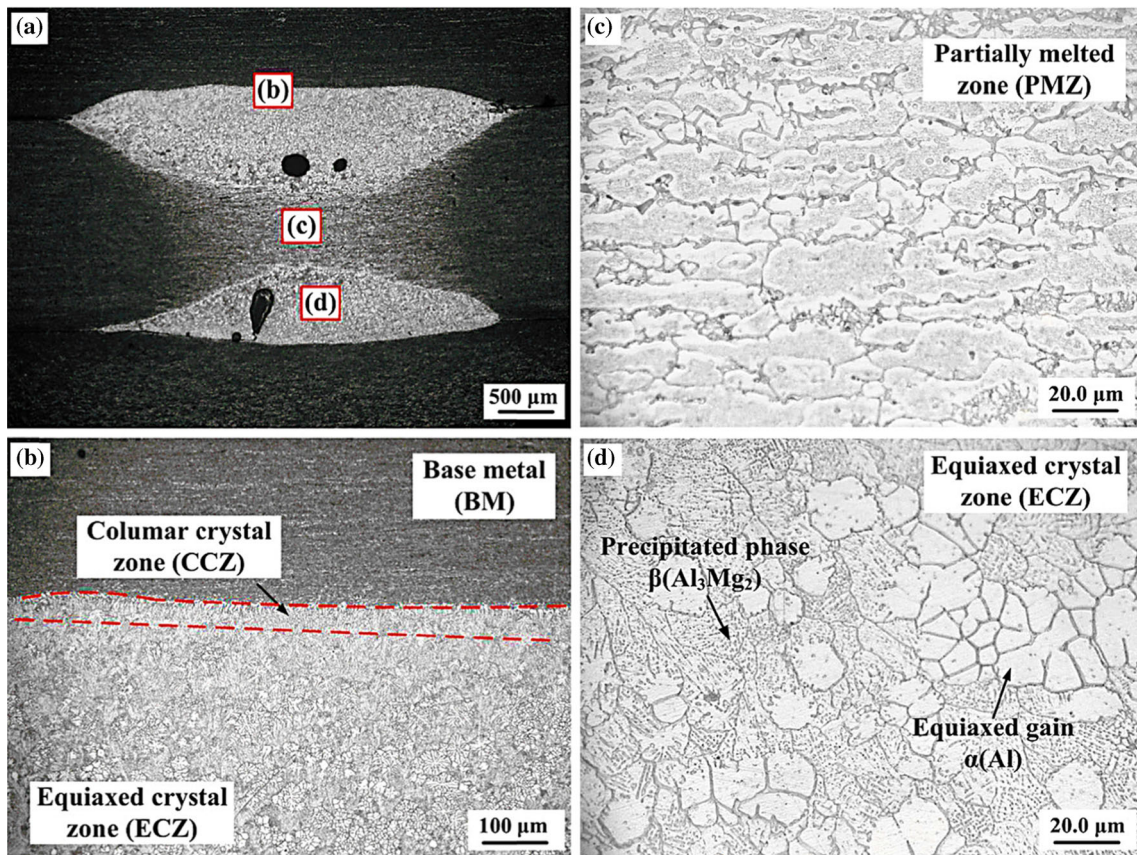 (a)
(b)
(c)
(d)
500 μm
(c)
Partially melted
zone (PMZ)
20.0 μm
(b)
Base metal
(BM)
Columar crystal
zone (CCZ)
Equiaxed crystal
zone (ECZ)
100 μm
(d)
Equiaxed crystal
zone (ECZ)
Precipitated phase
β(Al₃Mg₂)
Equiaxed gain
α(Al)
20.0 μm